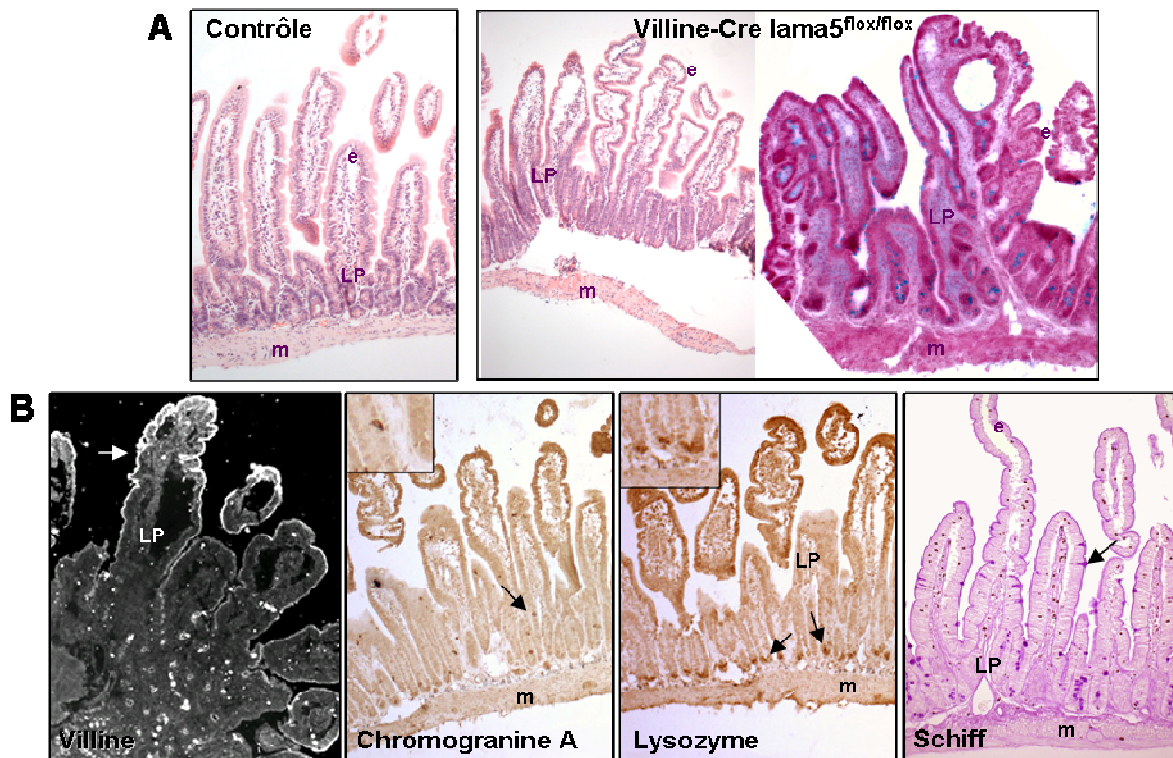 A
Contrôle
Villine-Cre lama5flox/flox
e
LP
m
e
LP
m
e
LP
m
B
LP
Villine
m
Chromogranine A
LP
m
Lysozyme
e
LP
m
Schiff